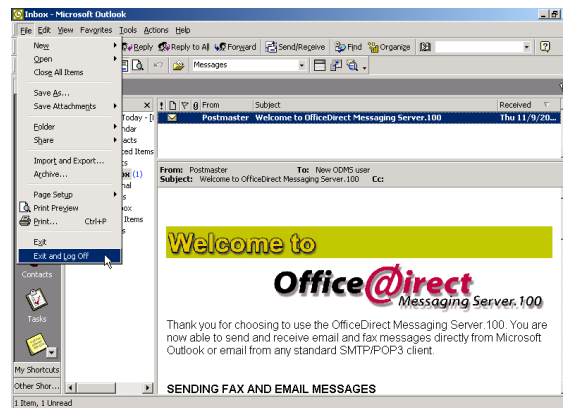 Inbox - Microsoft Outlook
File Edit View Favorites Tools Actions Help
New
Open
Close All Items
Save As...
Save Attachments
Folder
Share
Import and Export...
Archive...
Page Setup
Print Preview
Print... Ctrl+P
Exit
Exit and Log Off
Reply Reply to All Forward Send/Receive Find Organize
Messages
From Subject Received
Postmaster Welcome to OfficeDirect Messaging Server.100 Thu 11/9/20...
Today - [
ndar
acts
ted Items
ox (1)
nal
Items
From: Postmaster To: New ODMS user
Subject: Welcome to OfficeDirect Messaging Server.100 Cc:
Welcome to
Office@irect
Messaging Server.100
Thank you for choosing to use the OfficeDirect Messaging Server.100. You are
now able to send and receive email and fax messages directly from Microsoft
Outlook or email from any standard SMTP/POP3 client.
SENDING FAX AND EMAIL MESSAGES
Contacts
Tasks
My Shortcuts
Other Shor...
1 Item, 1 Unread